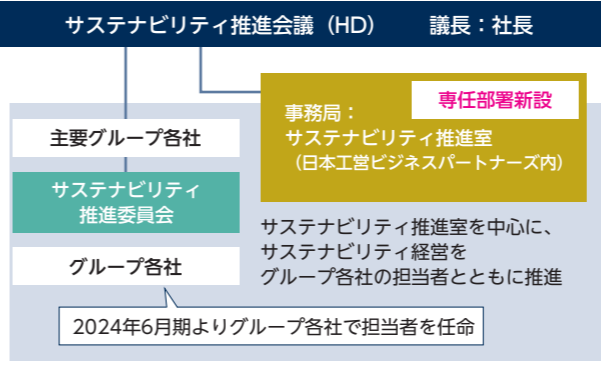 サステナビリティ推進会議（HD）　議長：社長
専任部署新設
事務局：
サステナビリティ推進室
（日本工営ビジネスパートナーズ内）
主要グループ各社
サステナビリティ
推進委員会
グループ各社
サステナビリティ推進室を中心に、
サステナビリティ経営を
グループ各社の担当者とともに推進
2024年6月期よりグループ各社で担当者を任命